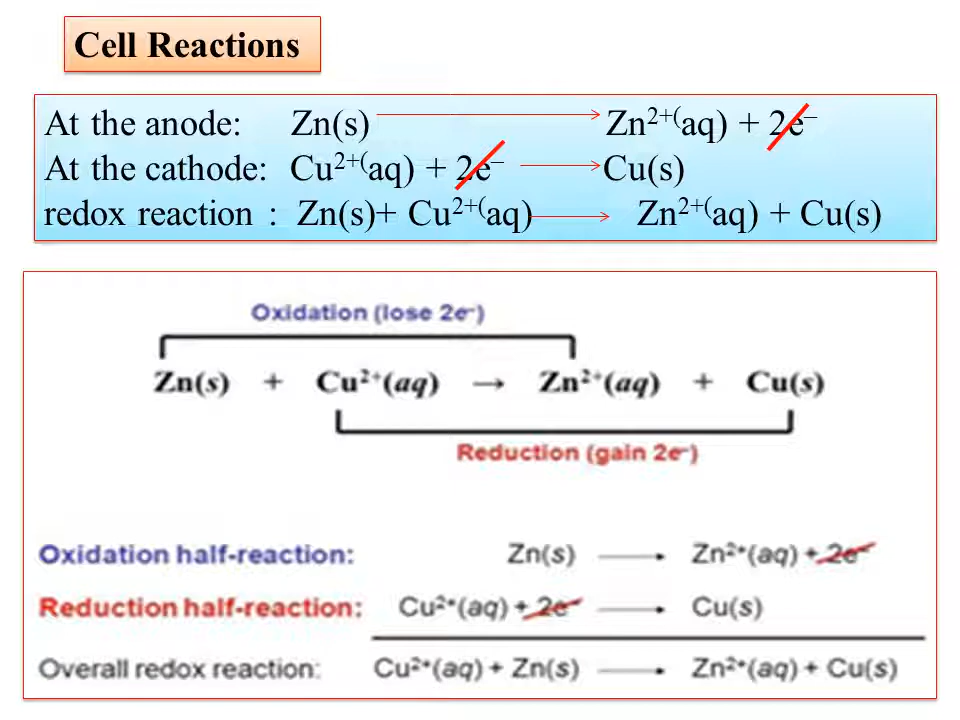 Cell Reactions
At the anode: Zn(s) → Zn²⁺⁽aq) + 2e⁻
At the cathode: Cu²⁺⁽aq) + 2e⁻ → Cu(s)
redox reaction : Zn(s)+ Cu²⁺⁽aq) → Zn²⁺⁽aq) + Cu(s)
Oxidation (lose 2e⁻)
Zn(s) + Cu²⁺(aq) → Zn²⁺(aq) + Cu(s)
Reduction (gain 2e⁻)
Oxidation half-reaction: Zn(s) → Zn²⁺(aq) + 2e⁻
Reduction half-reaction: Cu²⁺(aq) + 2e⁻ → Cu(s)
Overall redox reaction: Cu²⁺(aq) + Zn(s) → Zn²⁺(aq) + Cu(s)